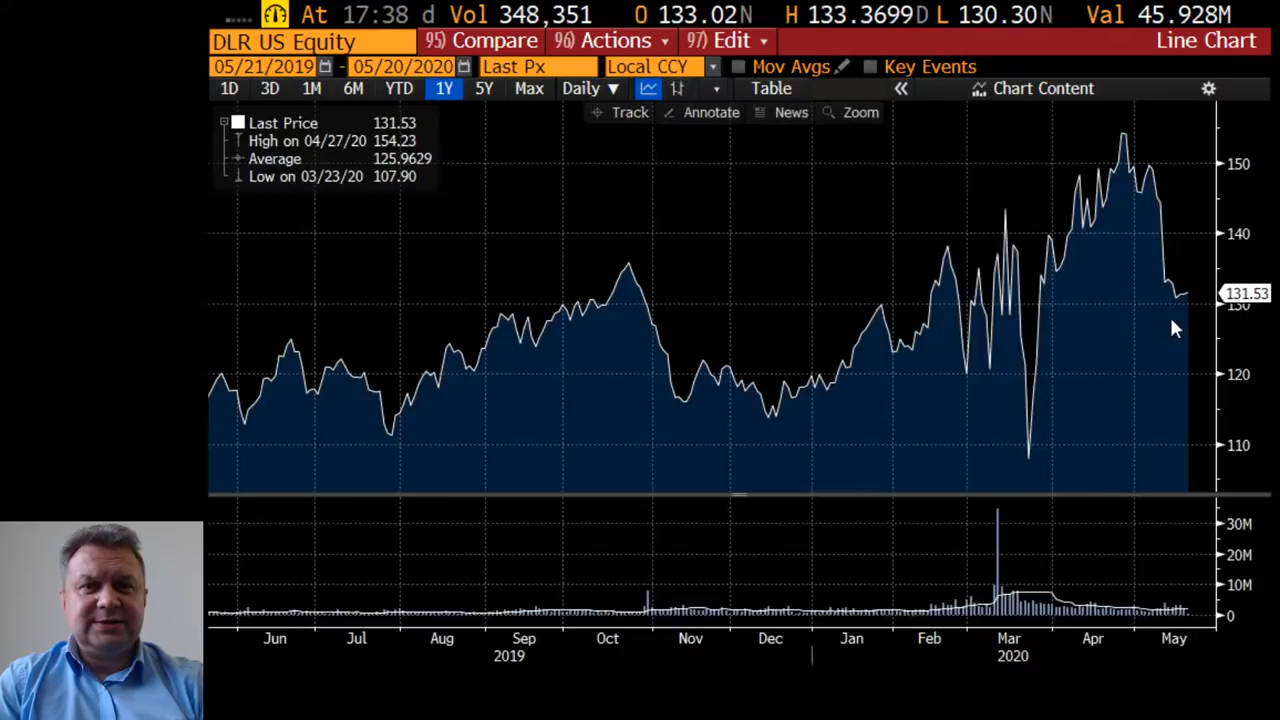 At 17:38 d Vol 348,351 O 133.02N H 133.3699D L 130.30N Val 45.928M
DLR US Equity 95) Compare 96) Actions 97) Edit Line Chart
05/21/2019 - 05/20/2020 Last Px Local CCY Mov Avgs Key Events
1D 3D 1M 6M YTD 1Y 5Y Max Daily ▼ Table « Chart Content
Track Annotate News Zoom
Last Price 131.53
High on 04/27/20 154.23
Average 125.9629
Low on 03/23/20 107.90
150
140
131.53
130
120
110
30M
20M
10M
0
Jun Jul Aug Sep Oct Nov Dec Jan Feb Mar Apr May
2019 2020